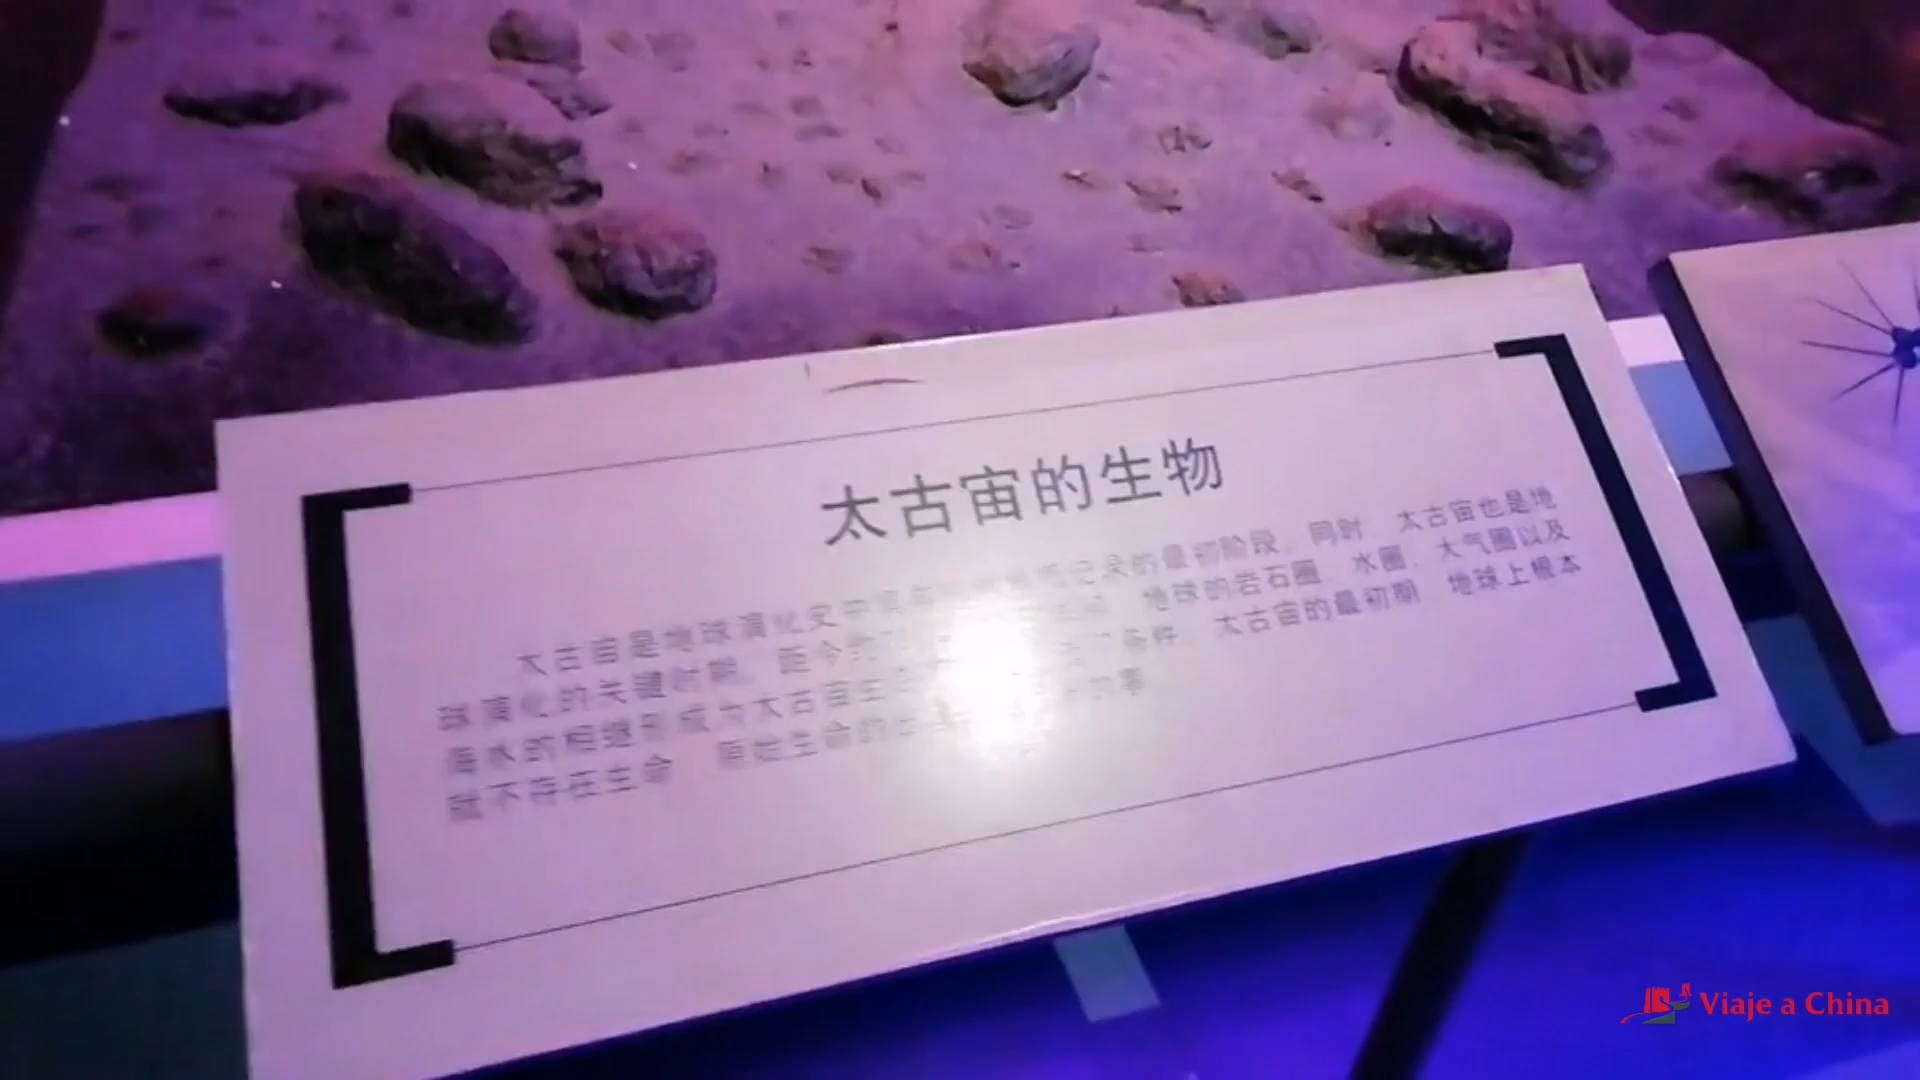 太古宙的生物
太古宙是地球演化史中具有 记录的最初阶段。同时，太古宙也是地
球演化的关键时期。距今约 地球的岩石圈、水圈、大气圈以及
海水的相继形成为太古宙生 了条件。太古宙的最初期，地球上根本
就不存在生命，原始生命的出 的事
Viaje a China